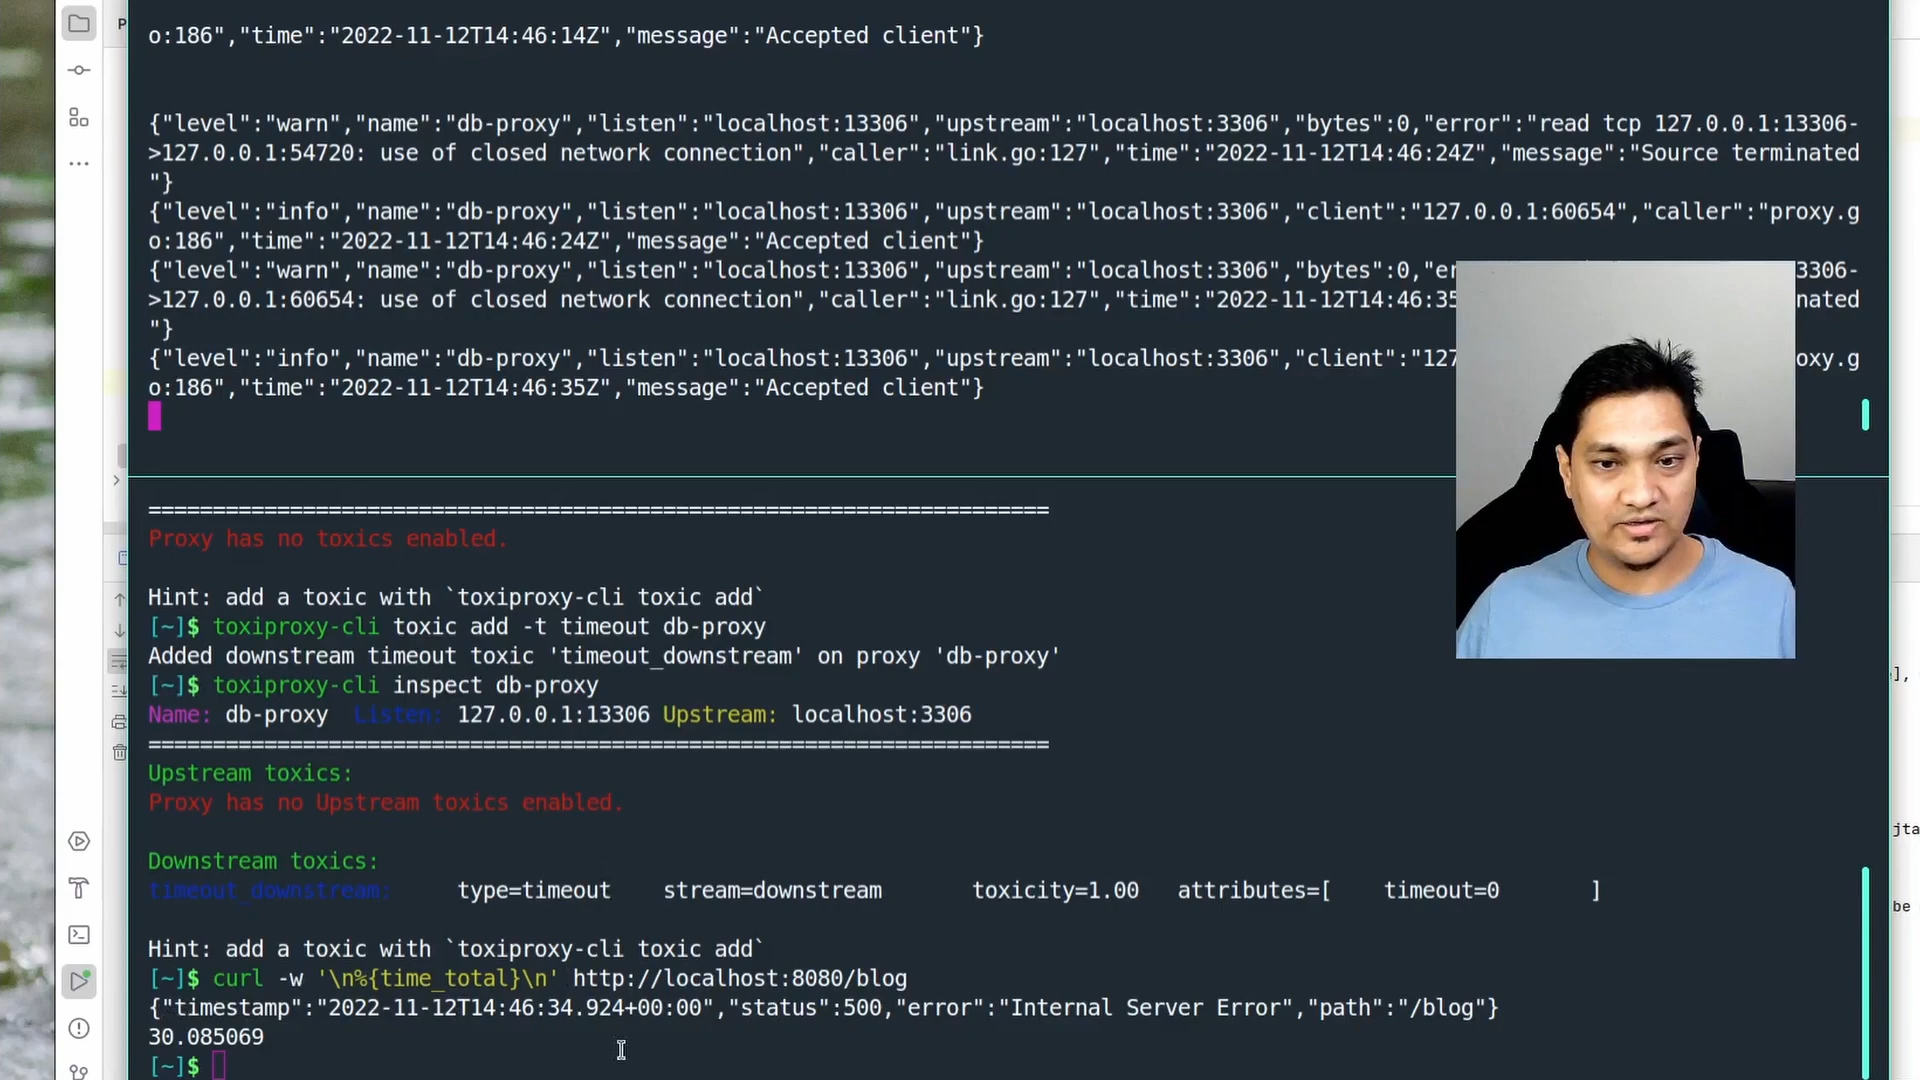 P
o:186","time":"2022-11-12T14:46:14Z","message":"Accepted client"}
{"level":"warn","name":"db-proxy","listen":"localhost:13306","upstream":"localhost:3306","bytes":0,"error":"read tcp 127.0.0.1:13306-
>127.0.0.1:54720: use of closed network connection","caller":"link.go:127","time":"2022-11-12T14:46:24Z","message":"Source terminated
"}
{"level":"info","name":"db-proxy","listen":"localhost:13306","upstream":"localhost:3306","client":"127.0.0.1:60654","caller":"proxy.g
o:186","time":"2022-11-12T14:46:24Z","message":"Accepted client"}
{"level":"warn","name":"db-proxy","listen":"localhost:13306","upstream":"localhost:3306","bytes":0,"er 3306-
>127.0.0.1:60654: use of closed network connection","caller":"link.go:127","time":"2022-11-12T14:46:35 nated
"}
{"level":"info","name":"db-proxy","listen":"localhost:13306","upstream":"localhost:3306","client":"127 oxy.g
o:186","time":"2022-11-12T14:46:35Z","message":"Accepted client"}
======================================================================
Proxy has no toxics enabled.
Hint: add a toxic with `toxiproxy-cli toxic add`
[~]$ toxiproxy-cli toxic add -t timeout db-proxy
Added downstream timeout toxic 'timeout_downstream' on proxy 'db-proxy'
[~]$ toxiproxy-cli inspect db-proxy
Name: db-proxy  Listen: 127.0.0.1:13306 Upstream: localhost:3306
======================================================================
Upstream toxics:
Proxy has no Upstream toxics enabled.
Downstream toxics:
timeout_downstream: type=timeout stream=downstream toxicity=1.00 attributes=[ timeout=0 ]
Hint: add a toxic with `toxiproxy-cli toxic add`
[~]$ curl -w '\n%{time_total}\n' http://localhost:8080/blog
{"timestamp":"2022-11-12T14:46:34.924+00:00","status":500,"error":"Internal Server Error","path":"/blog"}
30.085069
[~]$
],
jta
be